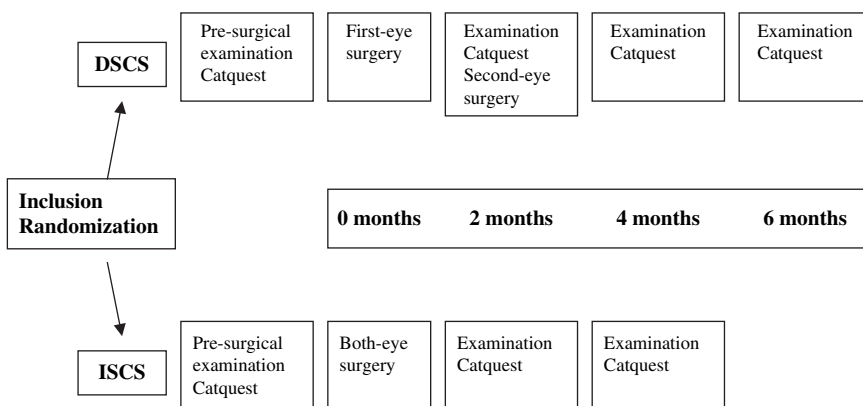 DSCS
Pre-surgical
examination
Catquest
First-eye
surgery
Examination
Catquest
Second-eye
surgery
Examination
Catquest
Examination
Catquest
Inclusion
Randomization
0 months 2 months 4 months 6 months
ISCS
Pre-surgical
examination
Catquest
Both-eye
surgery
Examination
Catquest
Examination
Catquest